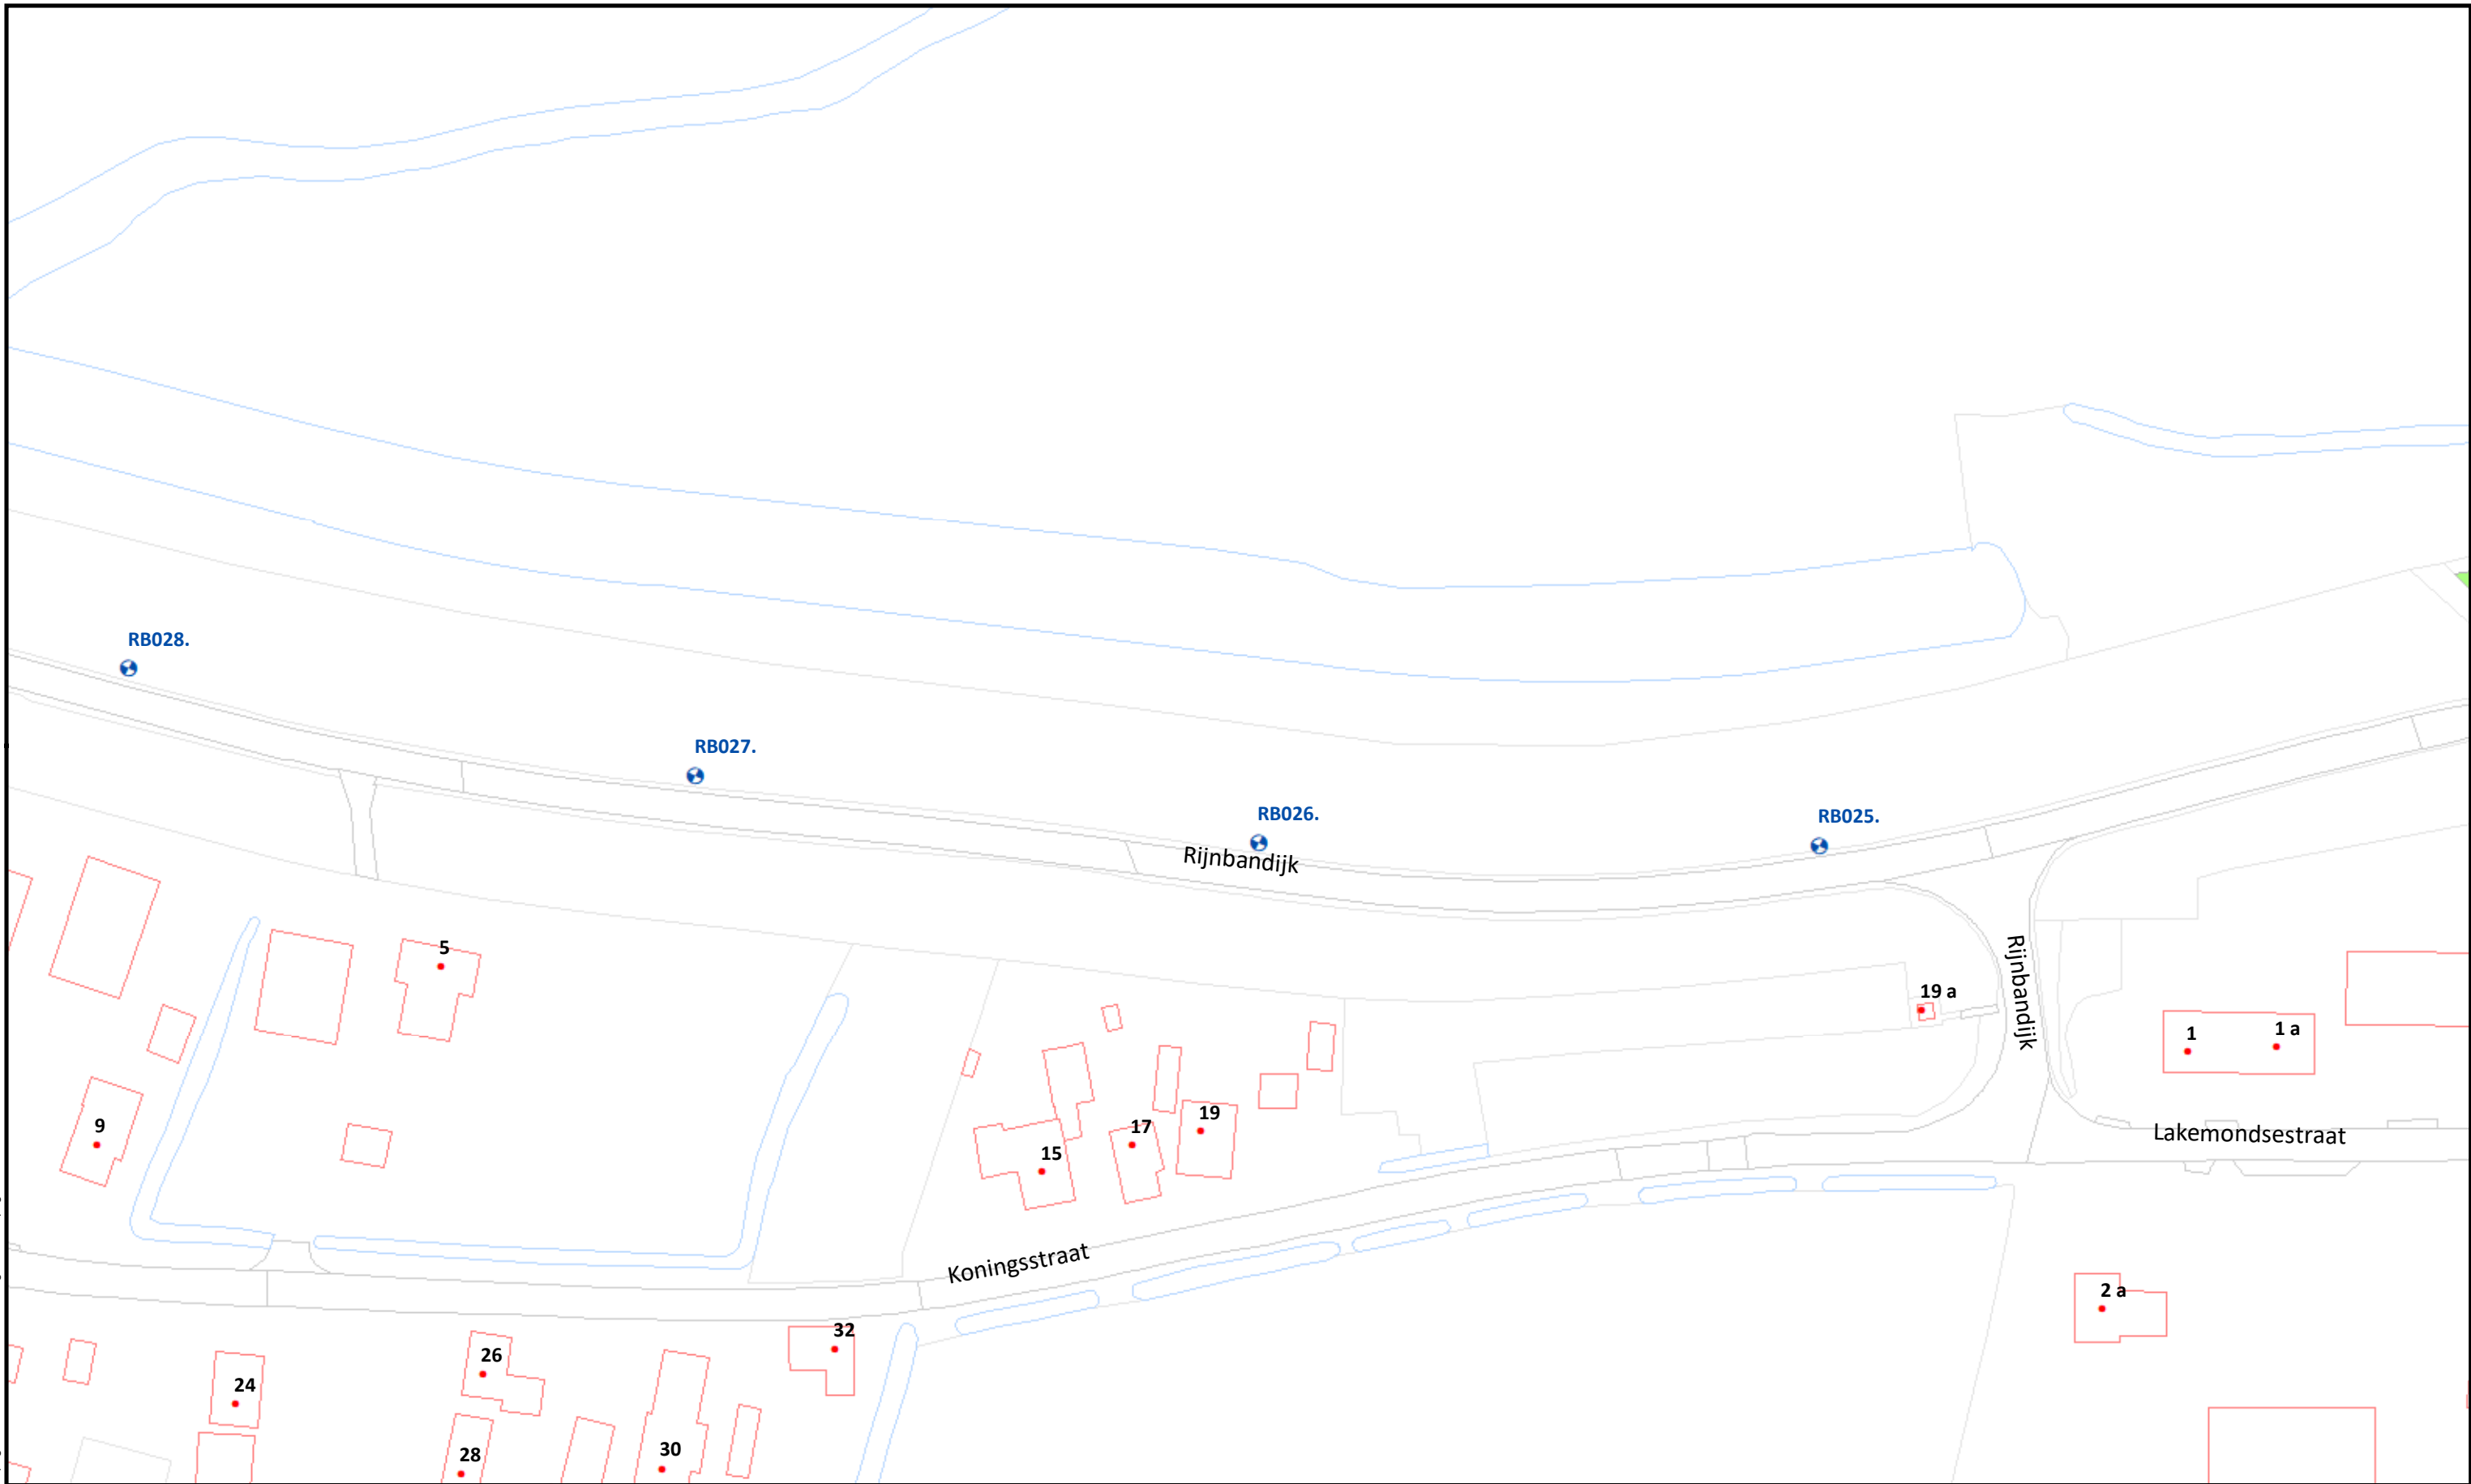 RB028.
RB027.
RB026.
RB025.
Rijnbandijk
5
Rijnbandijk
19 a
1
1 a
9
19
17
15
Lakemondsestraat
Koningsstraat
2 a
32
26
24
30
28